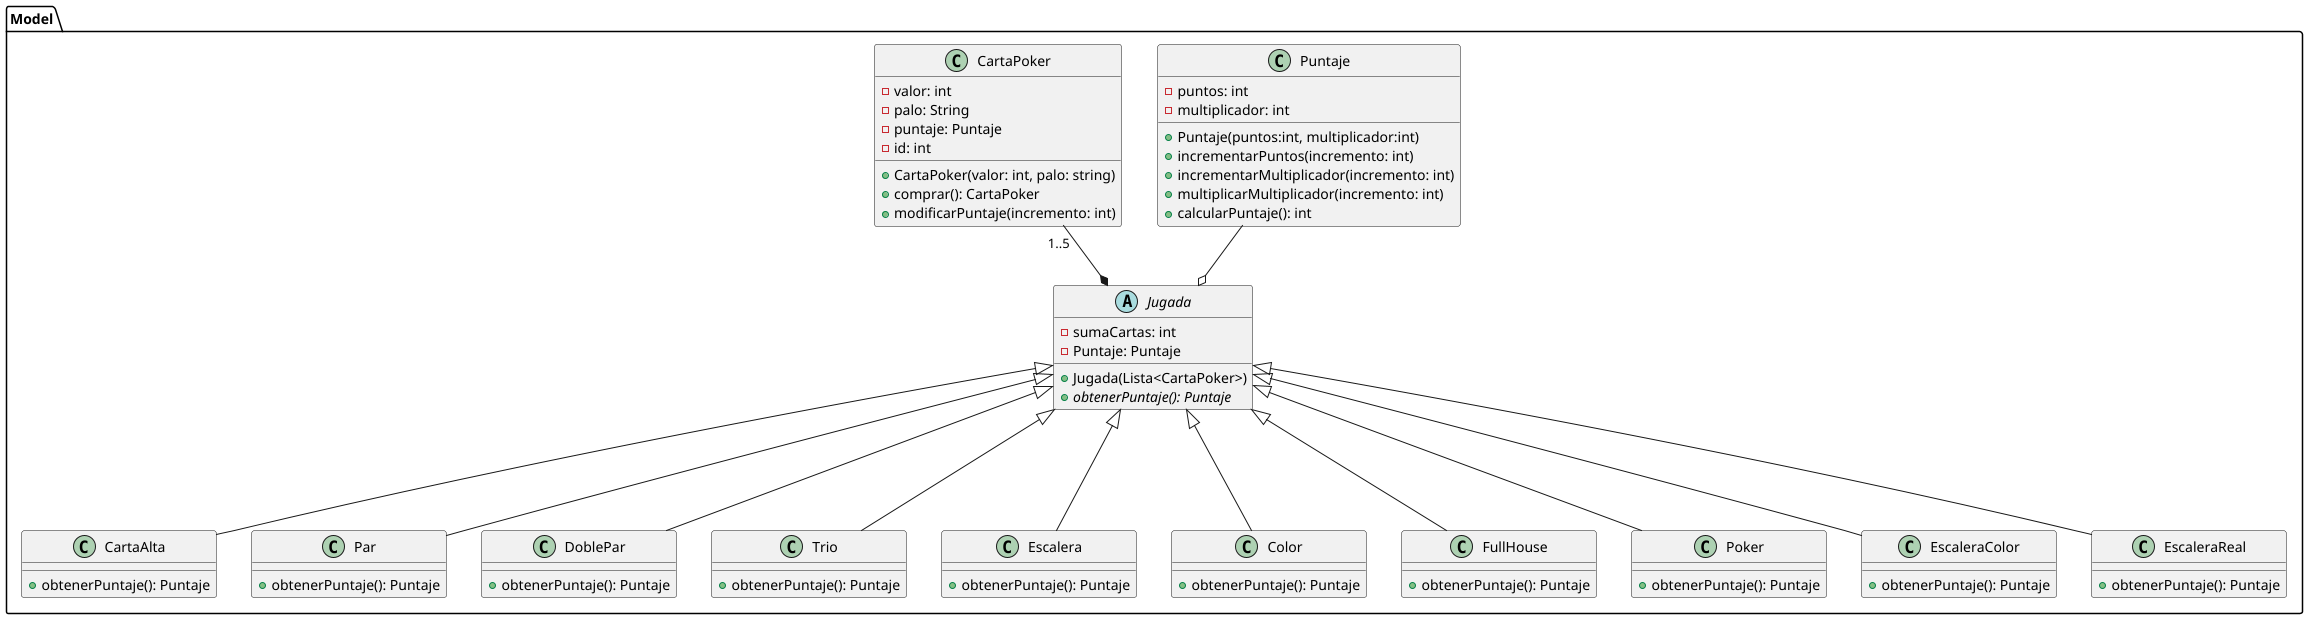 Model
CartaPoker
valor: int
palo: String
puntaje: Puntaje
id: int
CartaPoker(valor: int, palo: string)
comprar(): CartaPoker
modificarPuntaje(incremento: int)
Puntaje
puntos: int
multiplicador: int
Puntaje(puntos:int, multiplicador:int)
incrementarPuntos(incremento: int)
incrementarMultiplicador(incremento: int)
multiplicarMultiplicador(incremento: int)
calcularPuntaje(): int
1..5
Jugada
sumaCartas: int
Puntaje: Puntaje
Jugada(Lista<CartaPoker>)
obtenerPuntaje(): Puntaje
CartaAlta
obtenerPuntaje(): Puntaje
Par
obtenerPuntaje(): Puntaje
DoblePar
obtenerPuntaje(): Puntaje
Trio
obtenerPuntaje(): Puntaje
Escalera
obtenerPuntaje(): Puntaje
Color
obtenerPuntaje(): Puntaje
FullHouse
obtenerPuntaje(): Puntaje
Poker
obtenerPuntaje(): Puntaje
EscaleraColor
obtenerPuntaje(): Puntaje
EscaleraReal
obtenerPuntaje(): Puntaje